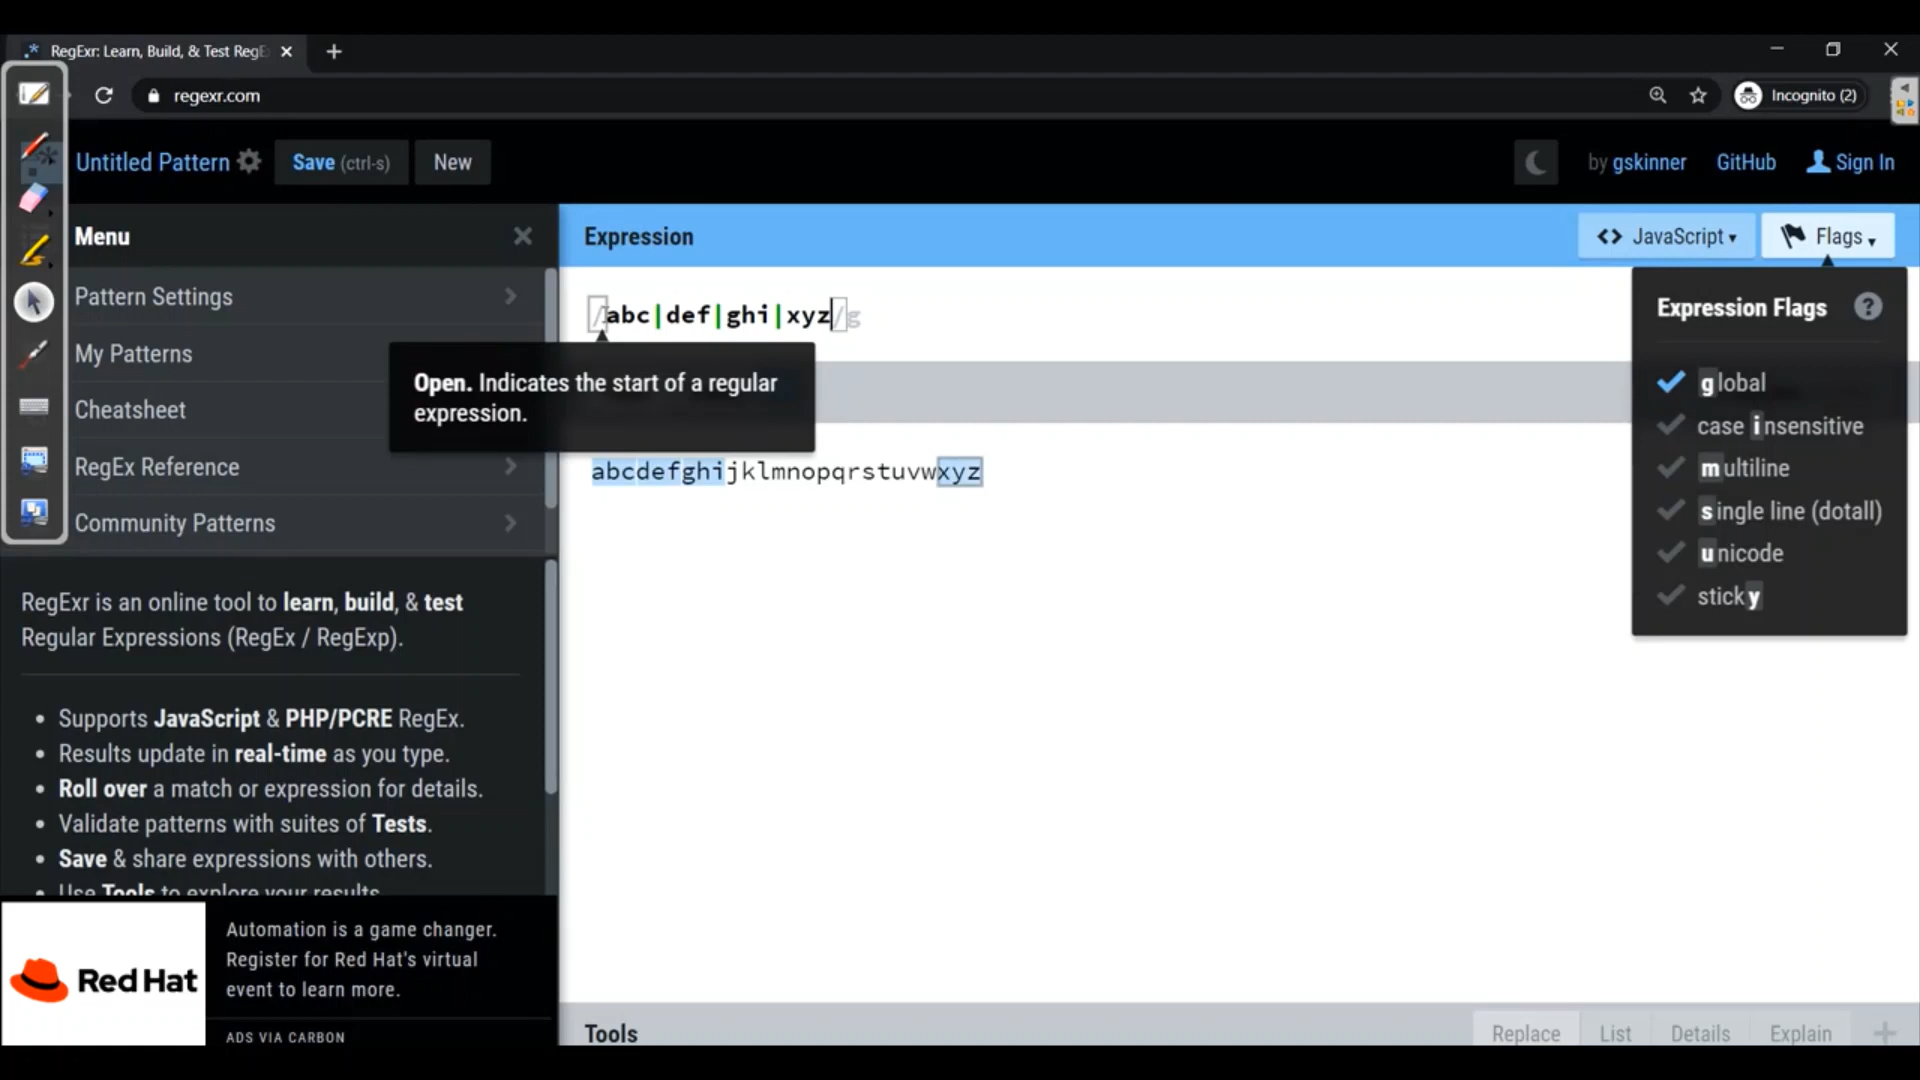 RegExr: Learn, Build, & Test RegE
regexr.com
Incognito (2)
Untitled Pattern
Save (ctrl-s)
New
by gskinner
GitHub
Sign In
Menu
Pattern Settings
My Patterns
Cheatsheet
RegEx Reference
Community Patterns
RegExr is an online tool to learn, build, & test
Regular Expressions (RegEx / RegExp).
• Supports JavaScript & PHP/PCRE RegEx.
• Results update in real-time as you type.
• Roll over a match or expression for details.
• Validate patterns with suites of Tests.
• Save & share expressions with others.
• Use Tools to explore your results.
Red Hat
Automation is a game changer.
Register for Red Hat's virtual
event to learn more.
ADS VIA CARBON
Expression
<> JavaScript
Flags
/abc|def|ghi|xyz/g
Open. Indicates the start of a regular
expression.
abcdefghijklmnopqrstuvwxyz
Expression Flags ?
global
case insensitive
multiline
single line (dotall)
unicode
sticky
Tools
Replace
List
Details
Explain